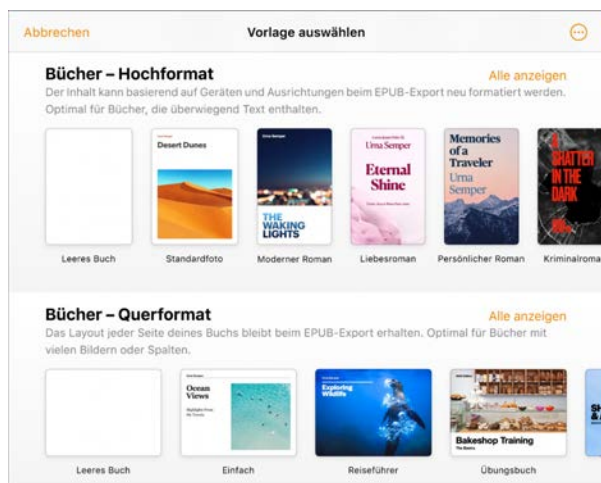 Abbrechen
Vorlage auswählen
Bücher – Hochformat
Alle anzeigen
Der Inhalt kann basierend auf Geräten und Ausrichtungen beim EPUB-Export neu formatiert werden.
Optimal für Bücher, die überwiegend Text enthalten.
Desert Dunes
Urna Semper
THE
WAKING
LIGHTS
Urna Semper
Eternal
Shine
Memories
of a
Traveler
Urna
Semper
A
SHATTER
IN THE
DARK
Leeres Buch
Standardfoto
Moderner Roman
Liebesroman
Persönlicher Roman
Kriminalroma
Bücher – Querformat
Alle anzeigen
Das Layout jeder Seite deines Buchs bleibt beim EPUB-Export erhalten. Optimal für Bücher mit
vielen Bildern oder Spalten.
Ocean
Views
Exploring
Wildlife
Bakeshop Training
The Basics
Leeres Buch
Einfach
Reiseführer
Übungsbuch